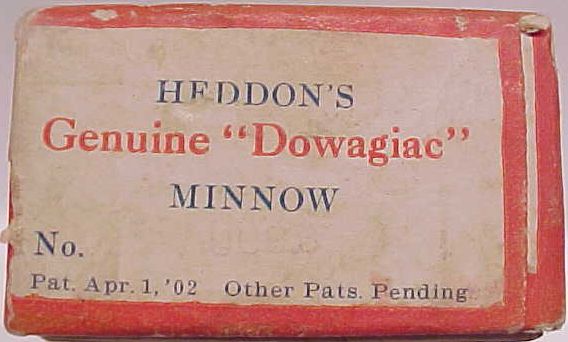 HEDDON'S
Genuine "Dowagiac"
MINNOW
No.
Pat. Apr. 1, '02 Other Pats. Pending